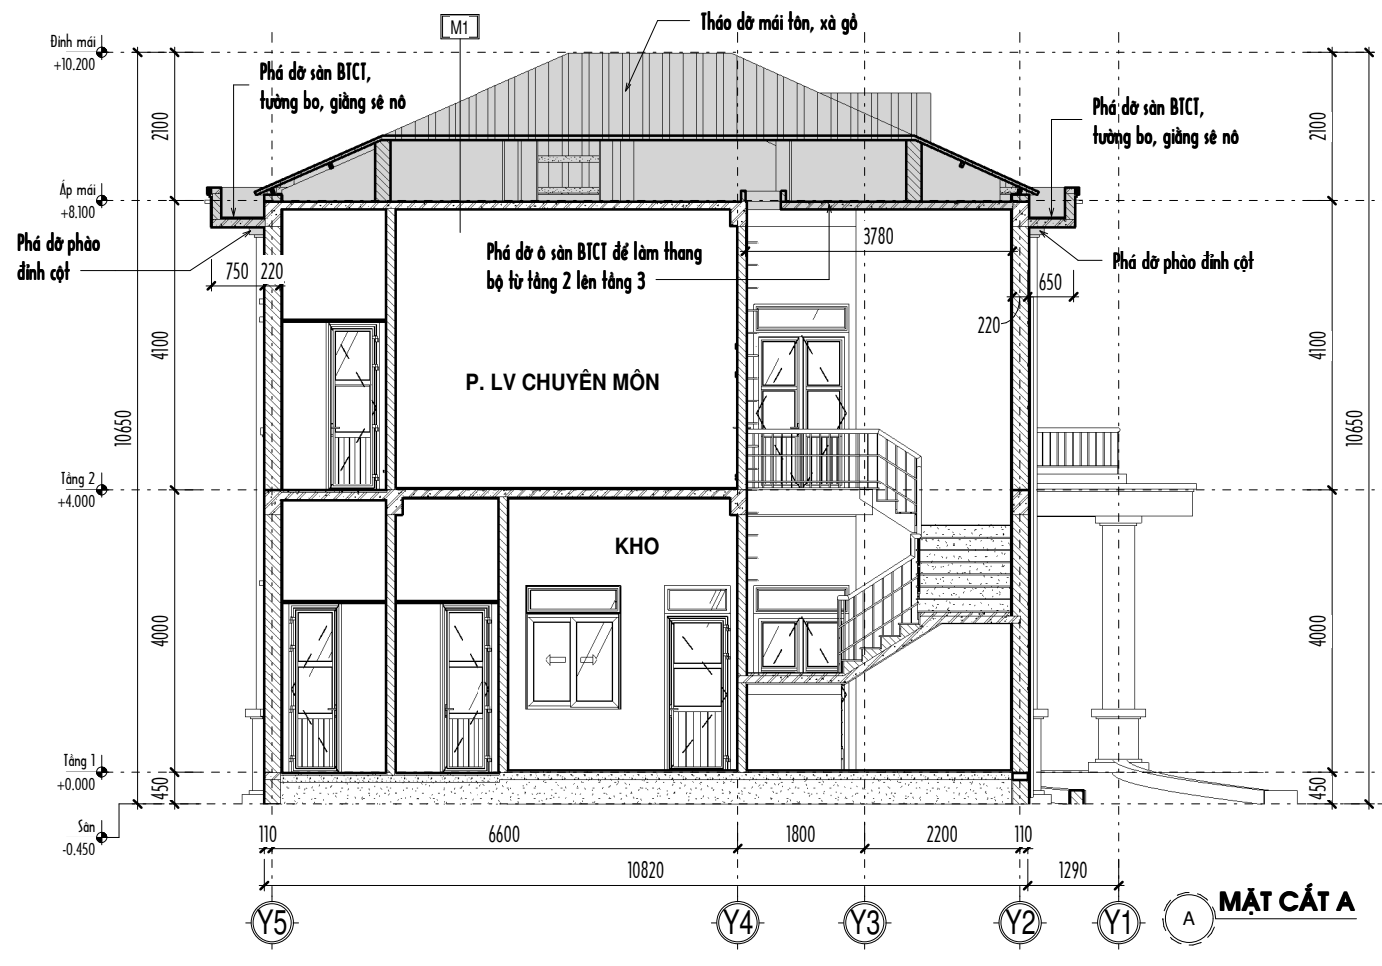 M1
Tháo dỡ mái tôn, xà gồ
Đỉnh mái
+10.200
Phá dỡ sàn BTCT,
tường bo, giằng sê nô
Phá dỡ sàn BTCT,
tường bo, giằng sê nô
2100
2100
Áp mái
+8.100
Phá dỡ phào
đỉnh cột
750
220
Phá dỡ ô sàn BTCT để làm thang
bộ từ tầng 2 lên tầng 3
3780
Phá dỡ phào đỉnh cột
650
220
4100
4100
P. LV CHUYÊN MÔN
10650
10650
Tầng 2
+4.000
KHO
4000
4000
Tầng 1
+0.000
450
450
Sân
-0.450
110
6600
1800
2200
110
10820
1290
Y5
Y4
Y3
Y2
Y1
A
MẶT CẮT A